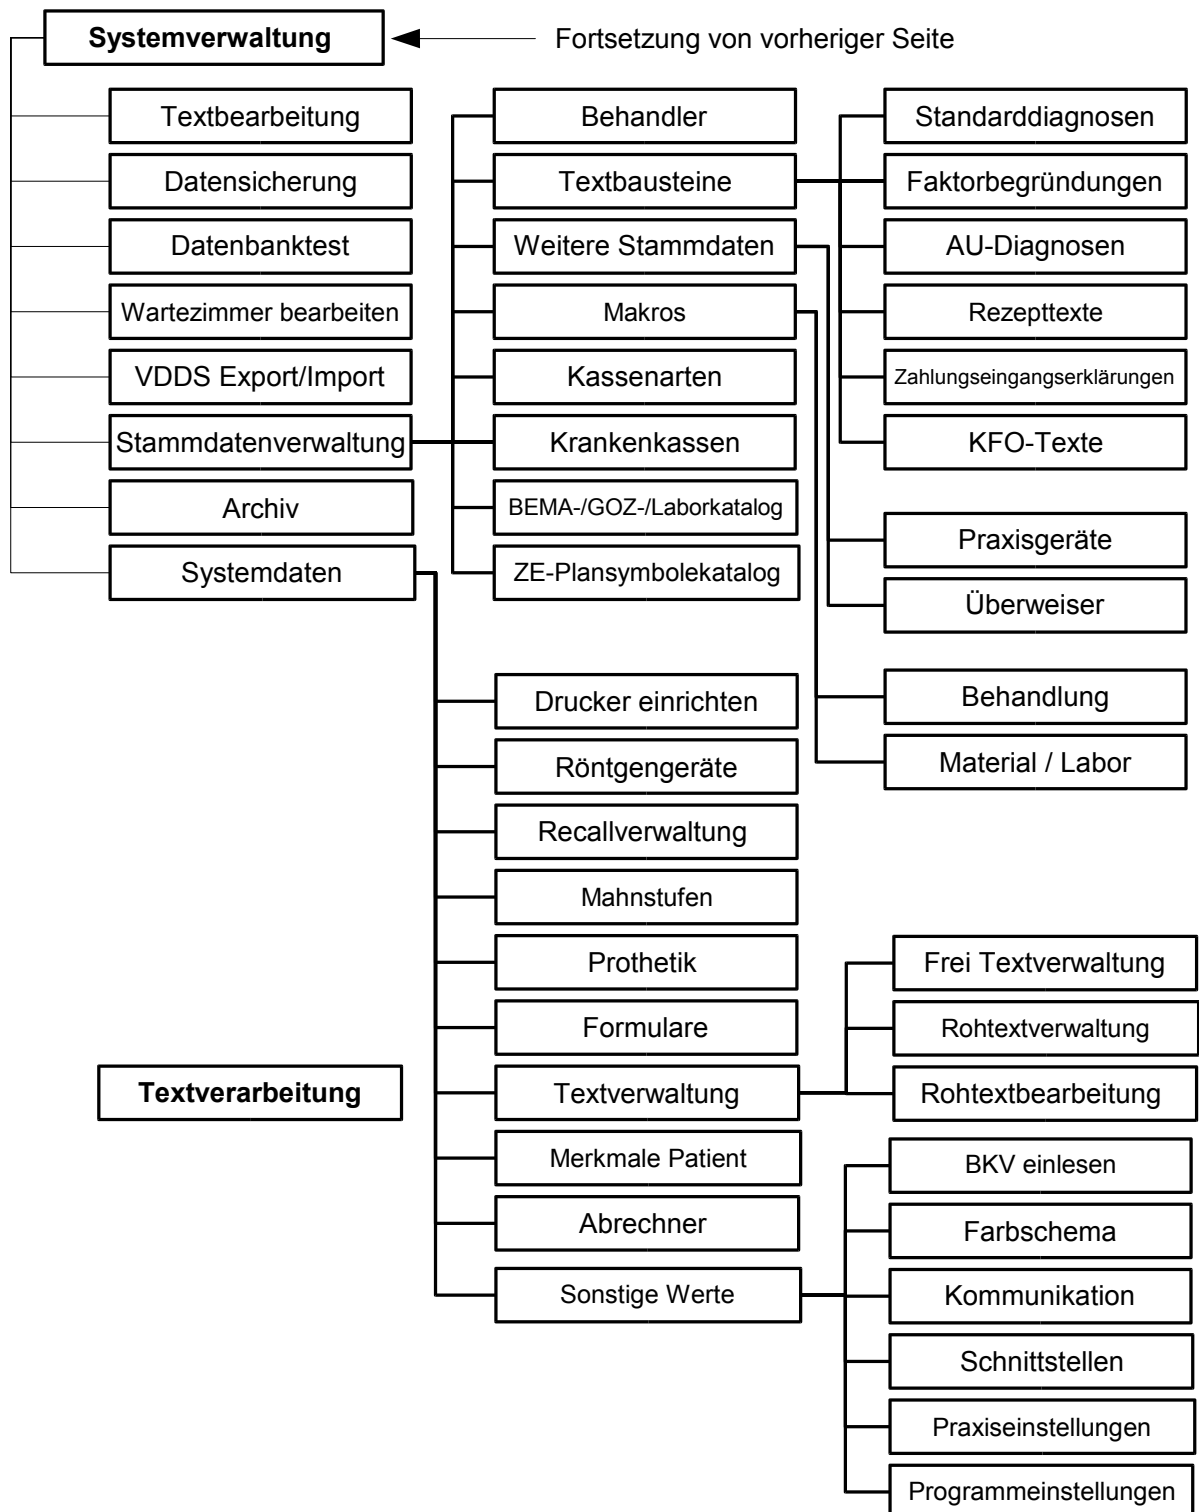 Systemverwaltung
Fortsetzung von vorheriger Seite
Textbearbeitung
Datensicherung
Datenbanktest
Wartezimmer bearbeiten
VDDS Export/Import
Stammdatenverwaltung
Archiv
Systemdaten
Behandler
Textbausteine
Weitere Stammdaten
Makros
Kassenarten
Krankenkassen
BEMA-/GOZ-/Laborkatalog
ZE-Plansymbolekatalog
Standarddiagnosen
Faktorbegründungen
AU-Diagnosen
Rezepttexte
Zahlungseingangserklärungen
KFO-Texte
Praxisgeräte
Überweiser
Behandlung
Material / Labor
Drucker einrichten
Röntgengeräte
Recallverwaltung
Mahnstufen
Prothetik
Formulare
Textverwaltung
Merkmale Patient
Abrechner
Sonstige Werte
Frei Textverwaltung
Rohtextverwaltung
Rohtextbearbeitung
BKV einlesen
Farbschema
Kommunikation
Schnittstellen
Praxiseinstellungen
Programmeinstellungen
Textverarbeitung